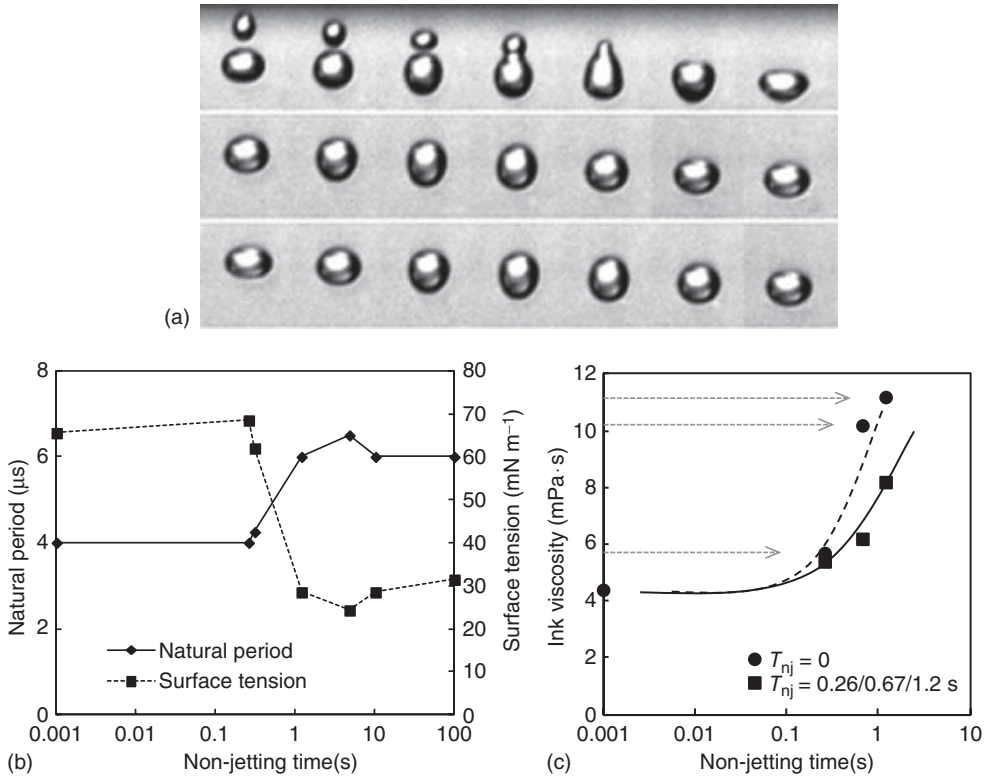 (a)
8
6
4
2
0
Natural period (μs)
80
70
60
50
40
30
20
10
0
Surface tension (mN m⁻¹)
Natural period
Surface tension
0.001 0.01 0.1 1 10 100
(b)
Non-jetting time(s)
12
10
8
6
4
2
0
Ink viscosity (mPa·s)
Tnj = 0
Tnj = 0.26/0.67/1.2 s
0.001 0.01 0.1 1 10
(c)
Non-jetting time(s)